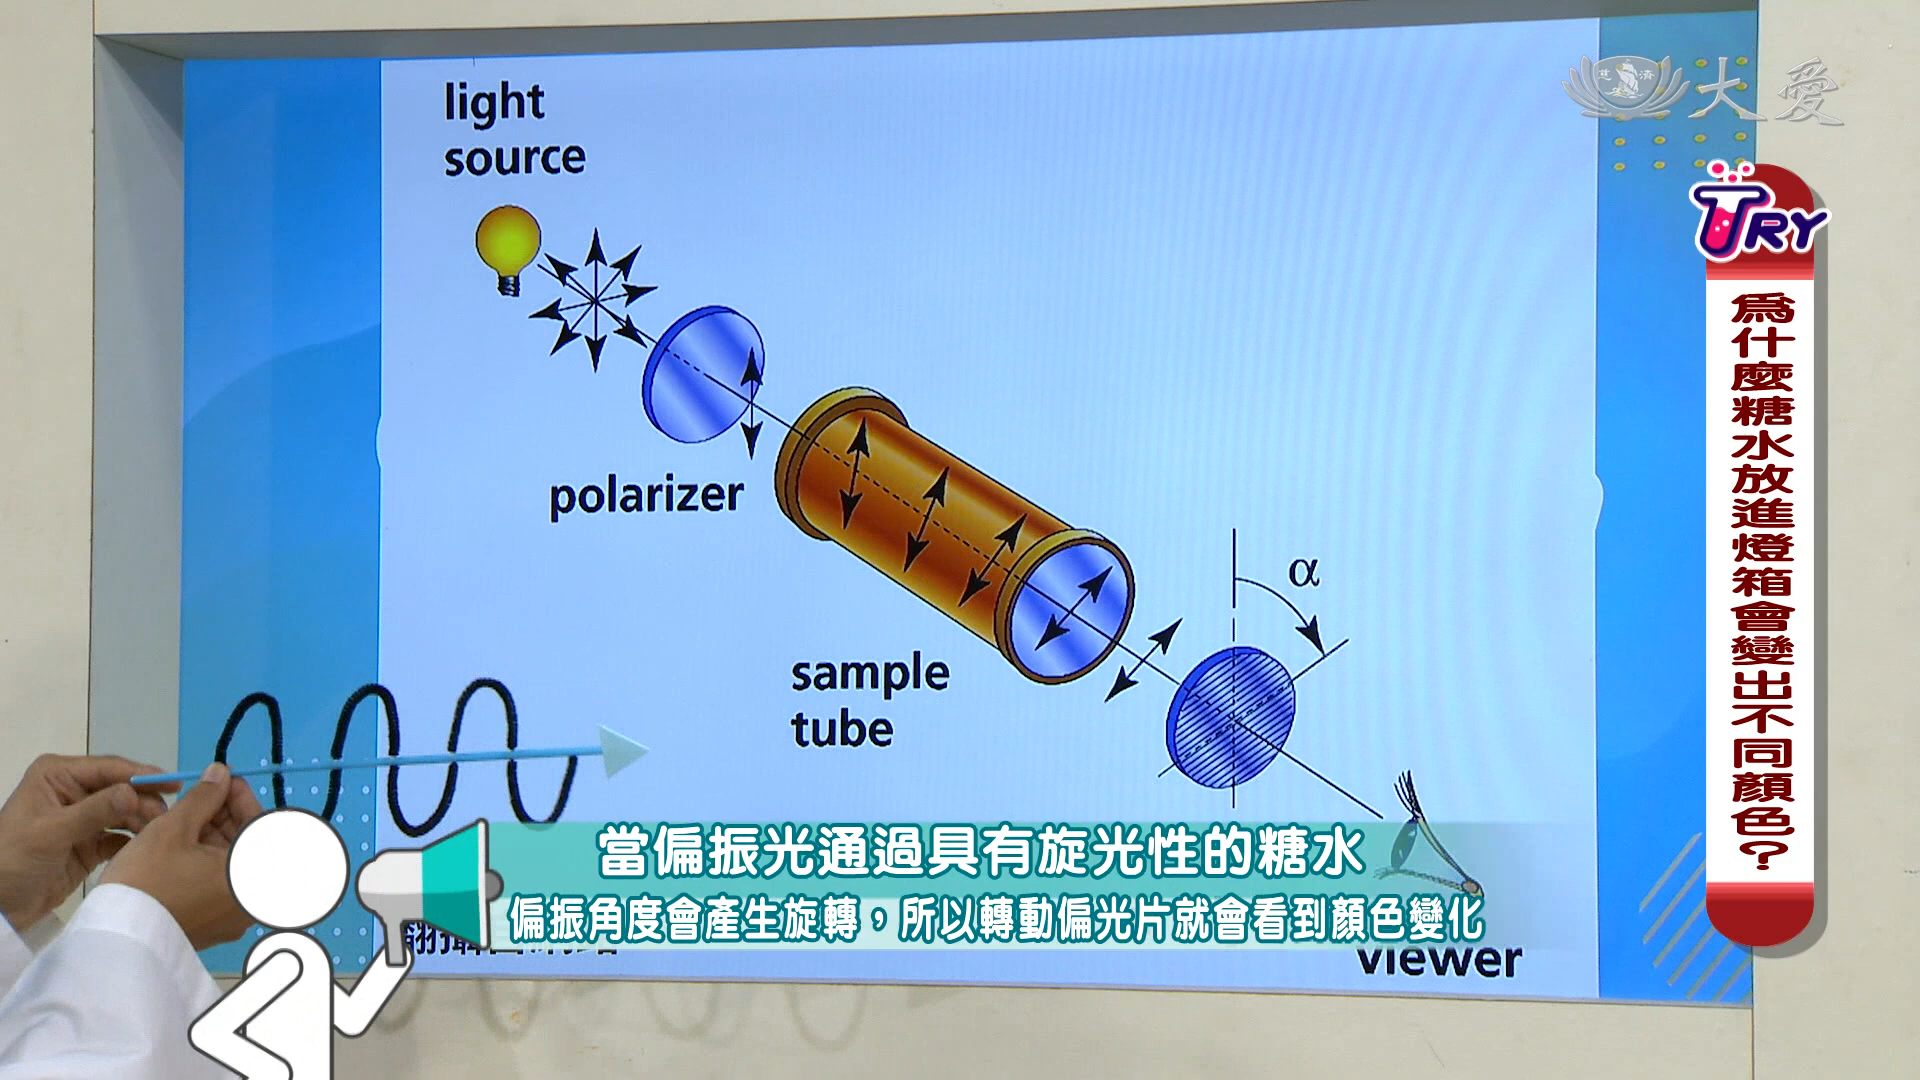 light
source
polarizer
sample
tube
α
viewer
慈濟
大愛
TRY
為什麼糖水放進燈箱會變出不同顏色?
當偏振光通過具有旋光性的糖水
偏振角度會產生旋轉,所以轉動偏光片就會看到顏色變化